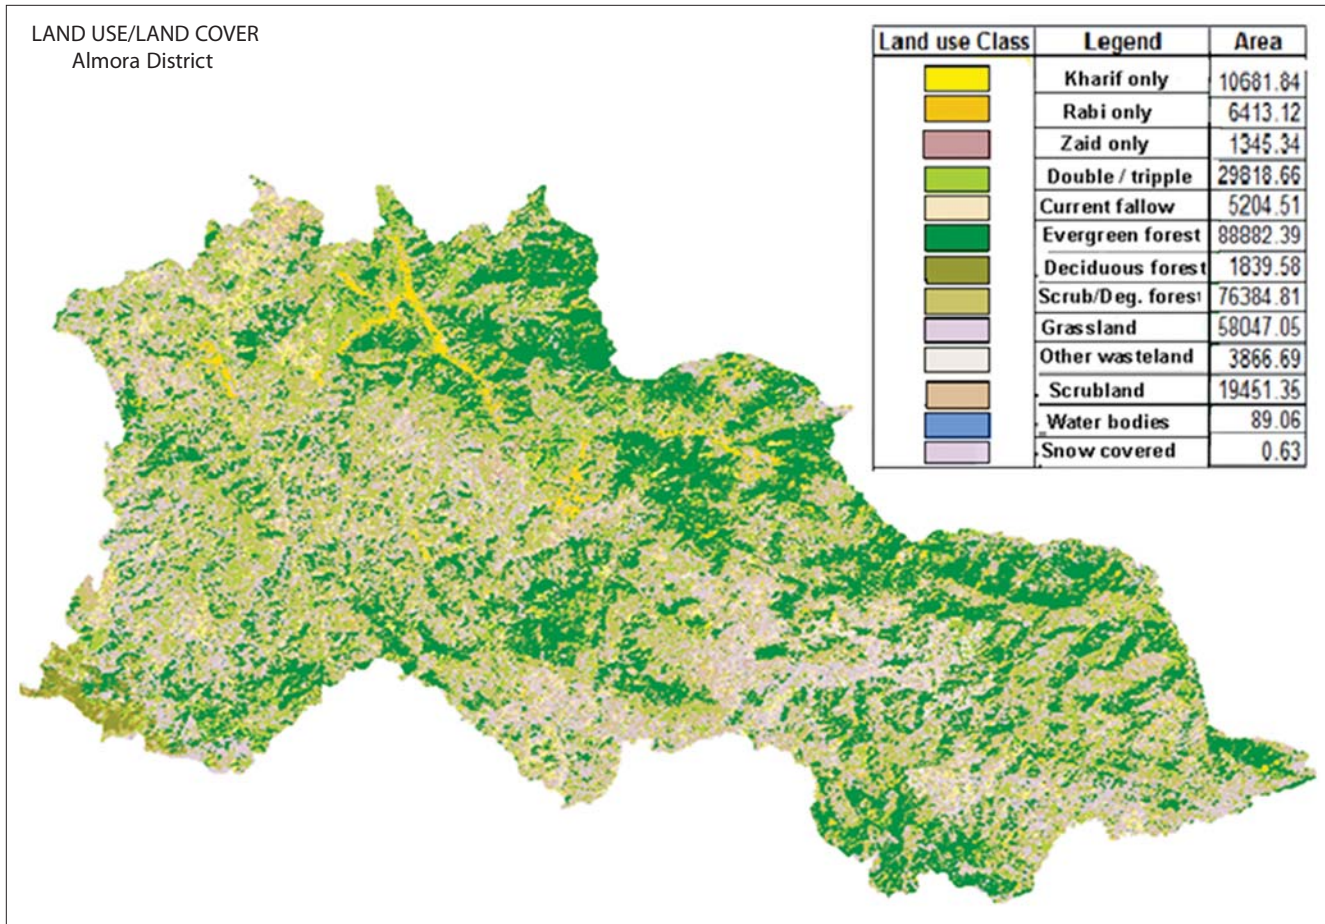 LAND USE/LAND COVER
Almora District
Land use Class Legend Area
Kharif only 10681.84
Rabi only 6413.12
Zaid only 1345.34
Double / tripple 29818.66
Current fallow 5204.51
Evergreen forest 88882.39
Deciduous forest 1839.58
Scrub/Deg. forest 76384.81
Grassland 58047.05
Other wasteland 3866.69
Scrubland 19451.35
Water bodies 89.06
Snow covered 0.63